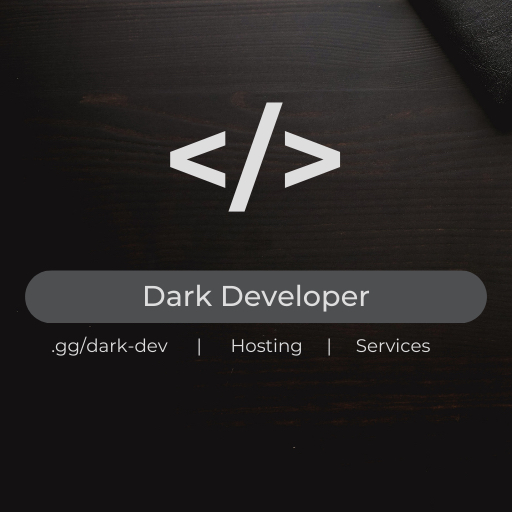 </>
Dark Developer
.gg/dark-dev | Hosting | Services